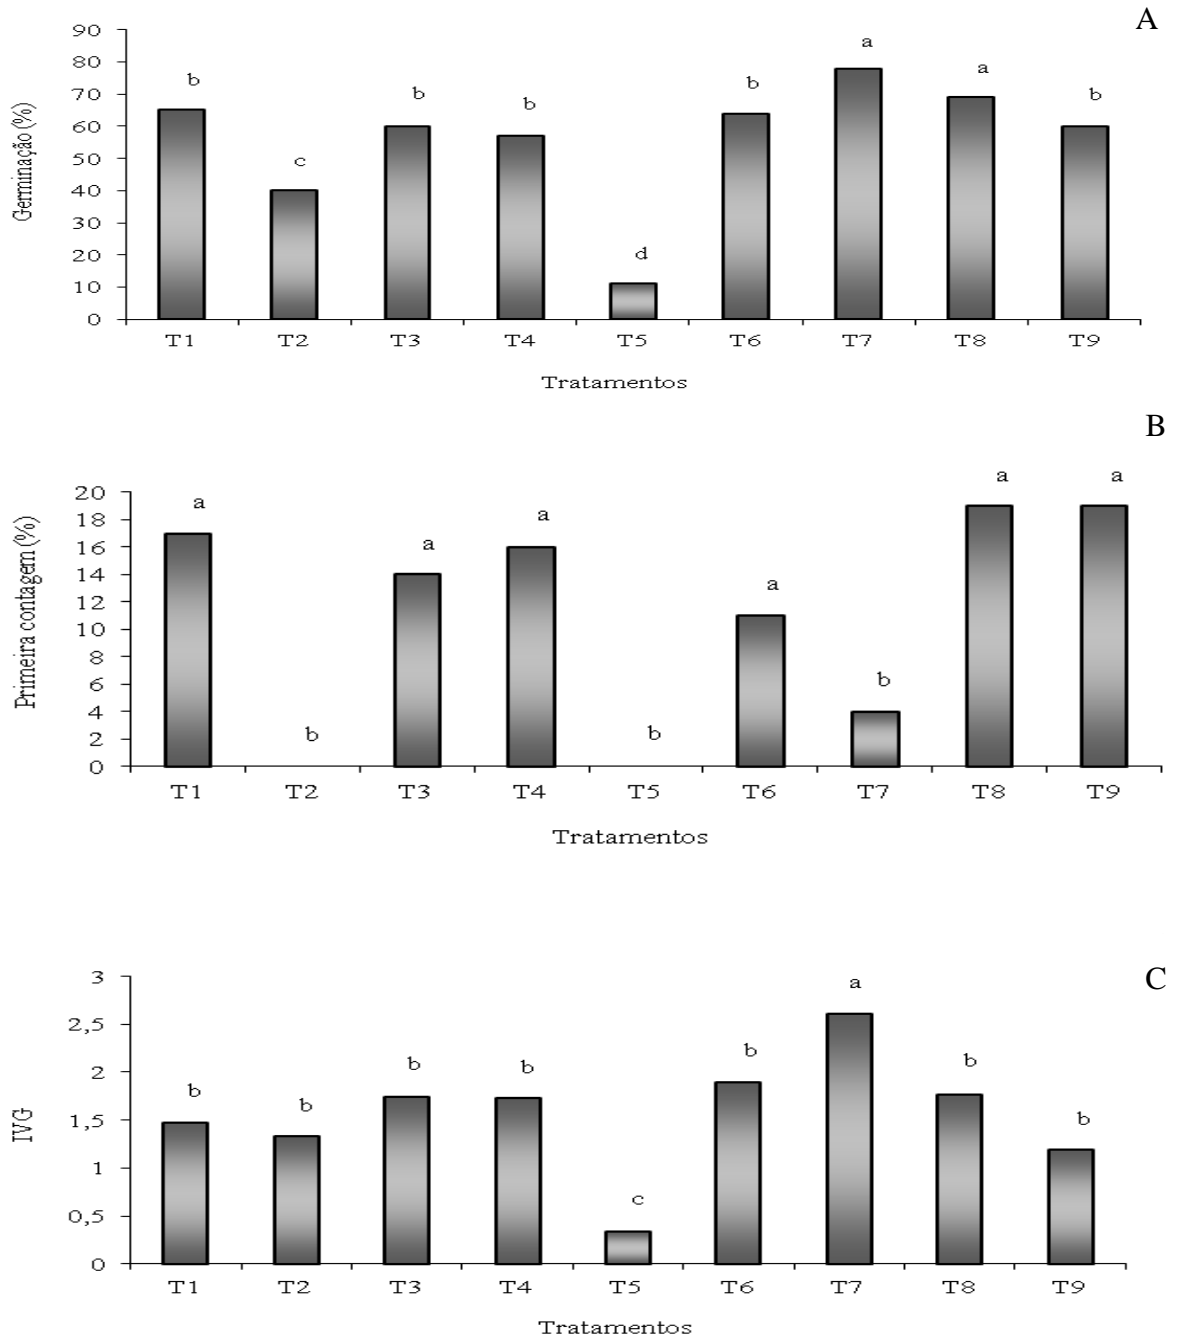 A
Germinação (%)
90
80
70
60
50
40
30
20
10
0
b
c
b
b
d
b
a
a
b
T1 T2 T3 T4 T5 T6 T7 T8 T9
Tratamentos
B
Primeira contagem (%)
20
18
16
14
12
10
8
6
4
2
0
a
b
a
a
b
a
b
a
a
T1 T2 T3 T4 T5 T6 T7 T8 T9
Tratamentos
C
IVG
3
2,5
2
1,5
1
0,5
0
b
b
b
b
c
b
a
b
b
T1 T2 T3 T4 T5 T6 T7 T8 T9
Tratamentos